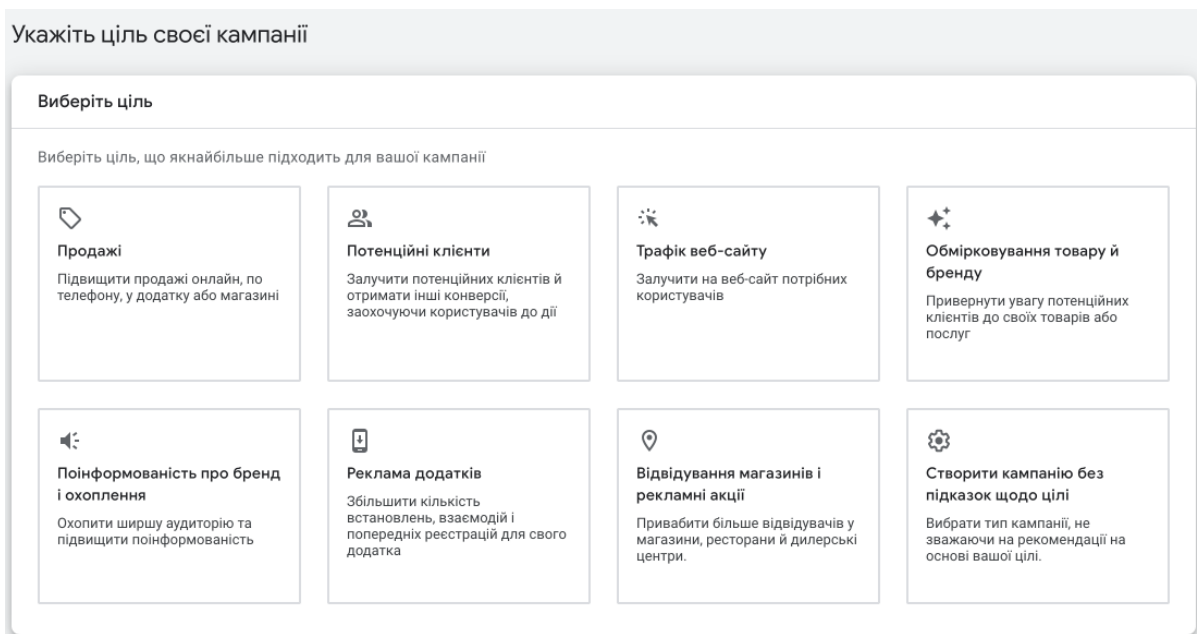 Укажіть ціль своєї кампанії
Виберіть ціль
Виберіть ціль, що якнайбільше підходить для вашої кампанії
Продажі
Підвищити продажі онлайн, по
телефону, у додатку або магазині
Потенційні клієнти
Залучити потенційних клієнтів й
отримати інші конверсії,
заохочуючи користувачів до дії
Трафік веб-сайту
Залучити на веб-сайт потрібних
користувачів
Обмірковування товару й
бренду
Привернути увагу потенційних
клієнтів до своїх товарів або
послуг
Поінформованість про бренд
і охоплення
Охопити ширшу аудиторію та
підвищити поінформованість
Реклама додатків
Збільшити кількість
встановлень, взаємодій і
попередніх реєстрацій для свого
додатка
Відвідування магазинів і
рекламні акції
Привабити більше відвідувачів у
магазини, ресторани й дилерські
центри.
Створити кампанію без
підказок щодо цілі
Вибрати тип кампанії, не
зважаючи на рекомендації на
основі вашої цілі.